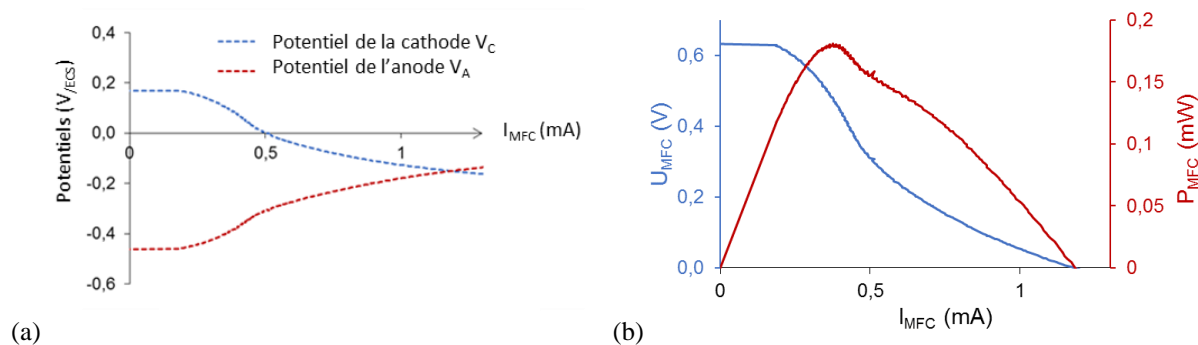 Potentiels (V/ECS)
0,4
0,2
0,0
-0,2
-0,4
-0,6
Potentiel de la cathode VC
Potentiel de l'anode VA
0
0,5
1
IMFC (mA)
(a)
UMFC (V)
0,6
0,4
0,2
0,0
0
0,5
1
IMFC (mA)
0,2
0,15
0,1
0,05
0
PMFC (mW)
(b)